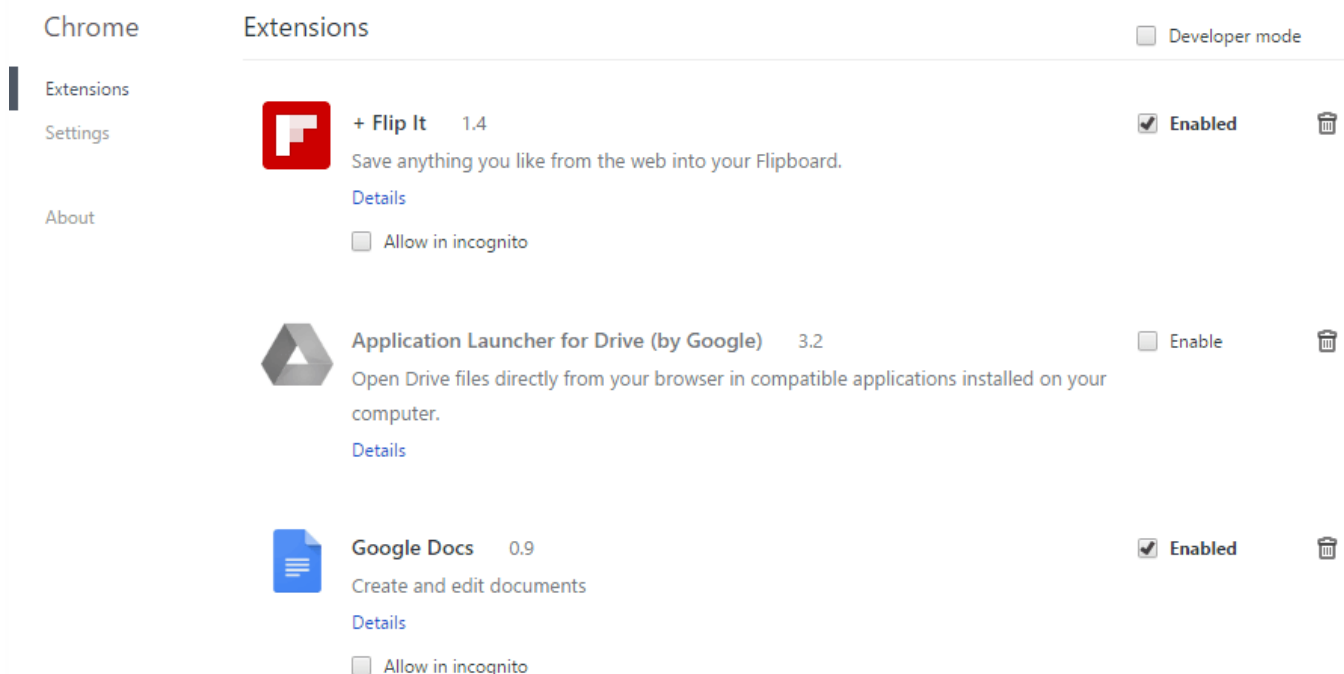 Chrome
Extensions
Settings
About
Extensions
Developer mode
+ Flip It 1.4
Enabled
Save anything you like from the web into your Flipboard.
Details
Allow in incognito
Application Launcher for Drive (by Google) 3.2
Enable
Open Drive files directly from your browser in compatible applications installed on your
computer.
Details
Google Docs 0.9
Enabled
Create and edit documents
Details
Allow in incognito